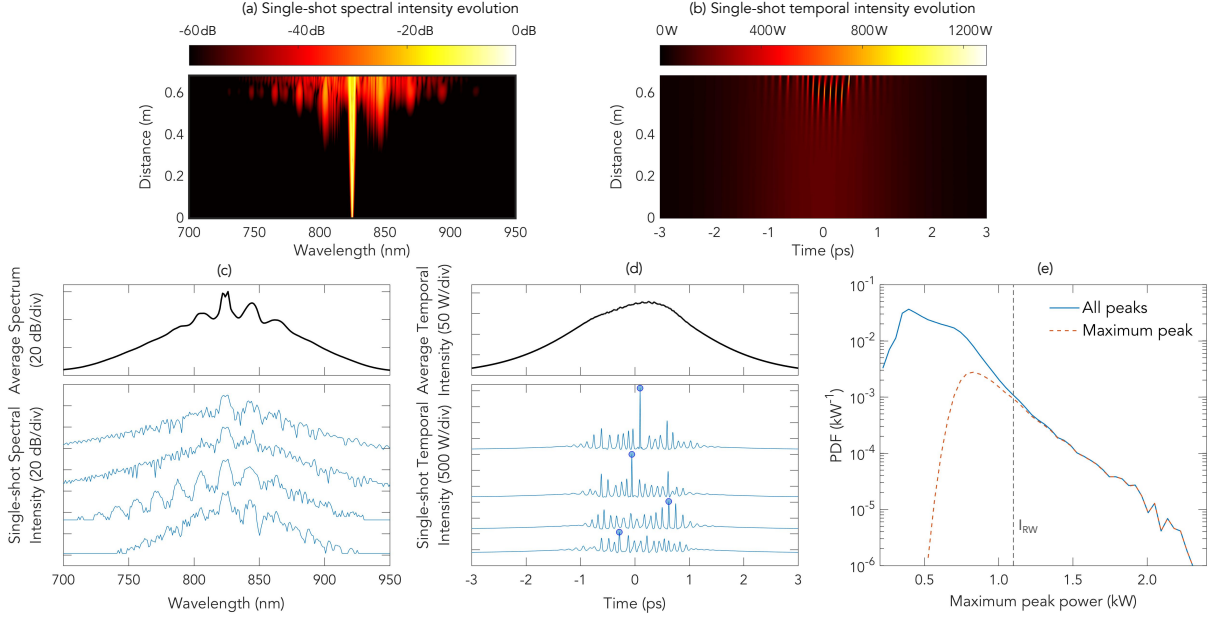 (a) Single-shot spectral intensity evolution
-60dB -40dB -20dB 0dB
Distance (m)
0.6
0.4
0.2
0
700 750 800 850 900 950
Wavelength (nm)
(b) Single-shot temporal intensity evolution
0W 400W 800W 1200W
Distance (m)
0.6
0.4
0.2
0
-3 -2 -1 0 1 2 3
Time (ps)
(c)
Average Spectrum
(20 dB/div)
Single-shot Spectral
Intensity (20 dB/div)
700 750 800 850 900 950
Wavelength (nm)
(d)
Average Temporal
Intensity (50 W/div)
Single-shot Temporal
Intensity (500 W/div)
-3 -2 -1 0 1 2 3
Time (ps)
(e)
PDF (kW⁻¹)
10⁻¹
10⁻²
10⁻³
10⁻⁴
10⁻⁵
10⁻⁶
All peaks
Maximum peak
I_RW
0.5 1.0 1.5 2.0
Maximum peak power (kW)